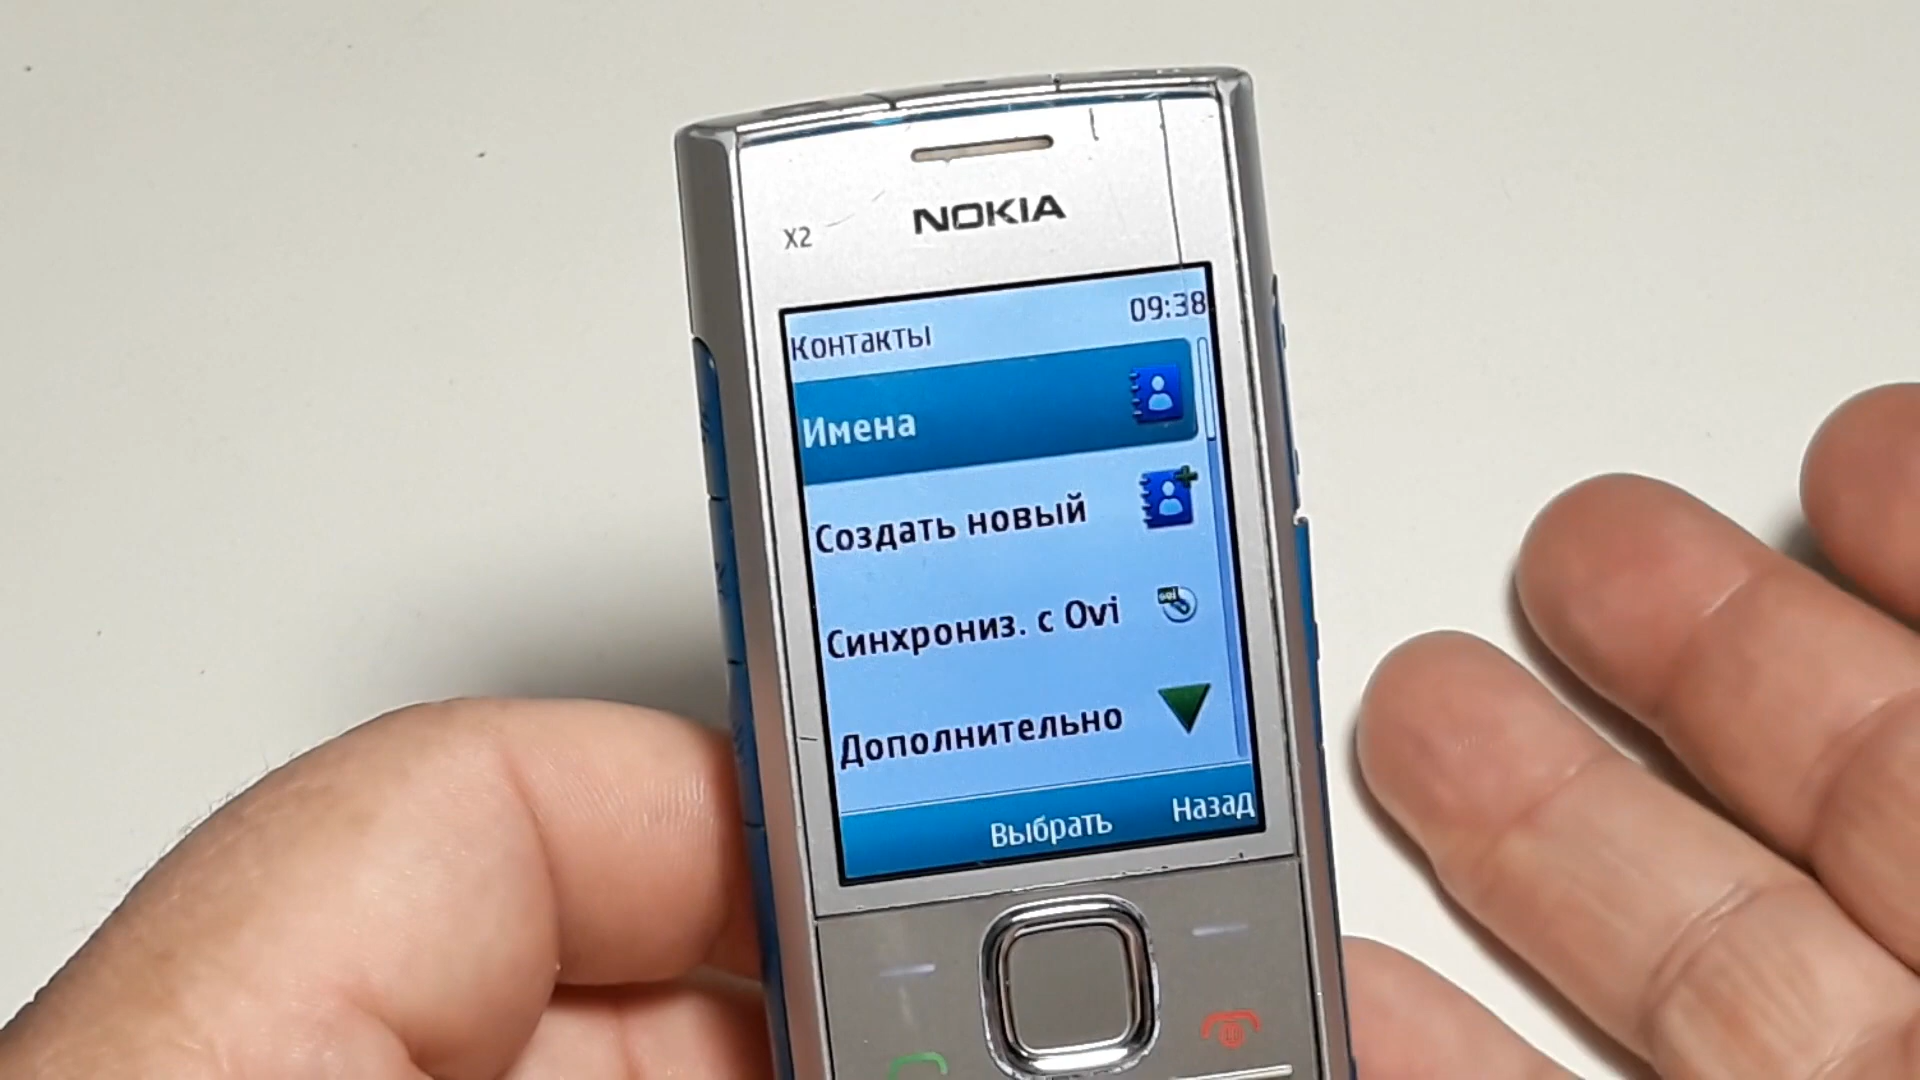 X2
NOKIA
Контакты 09:38
Имена
Создать новый
Синхрониз. с Ovi
Дополнительно
Выбрать Назад